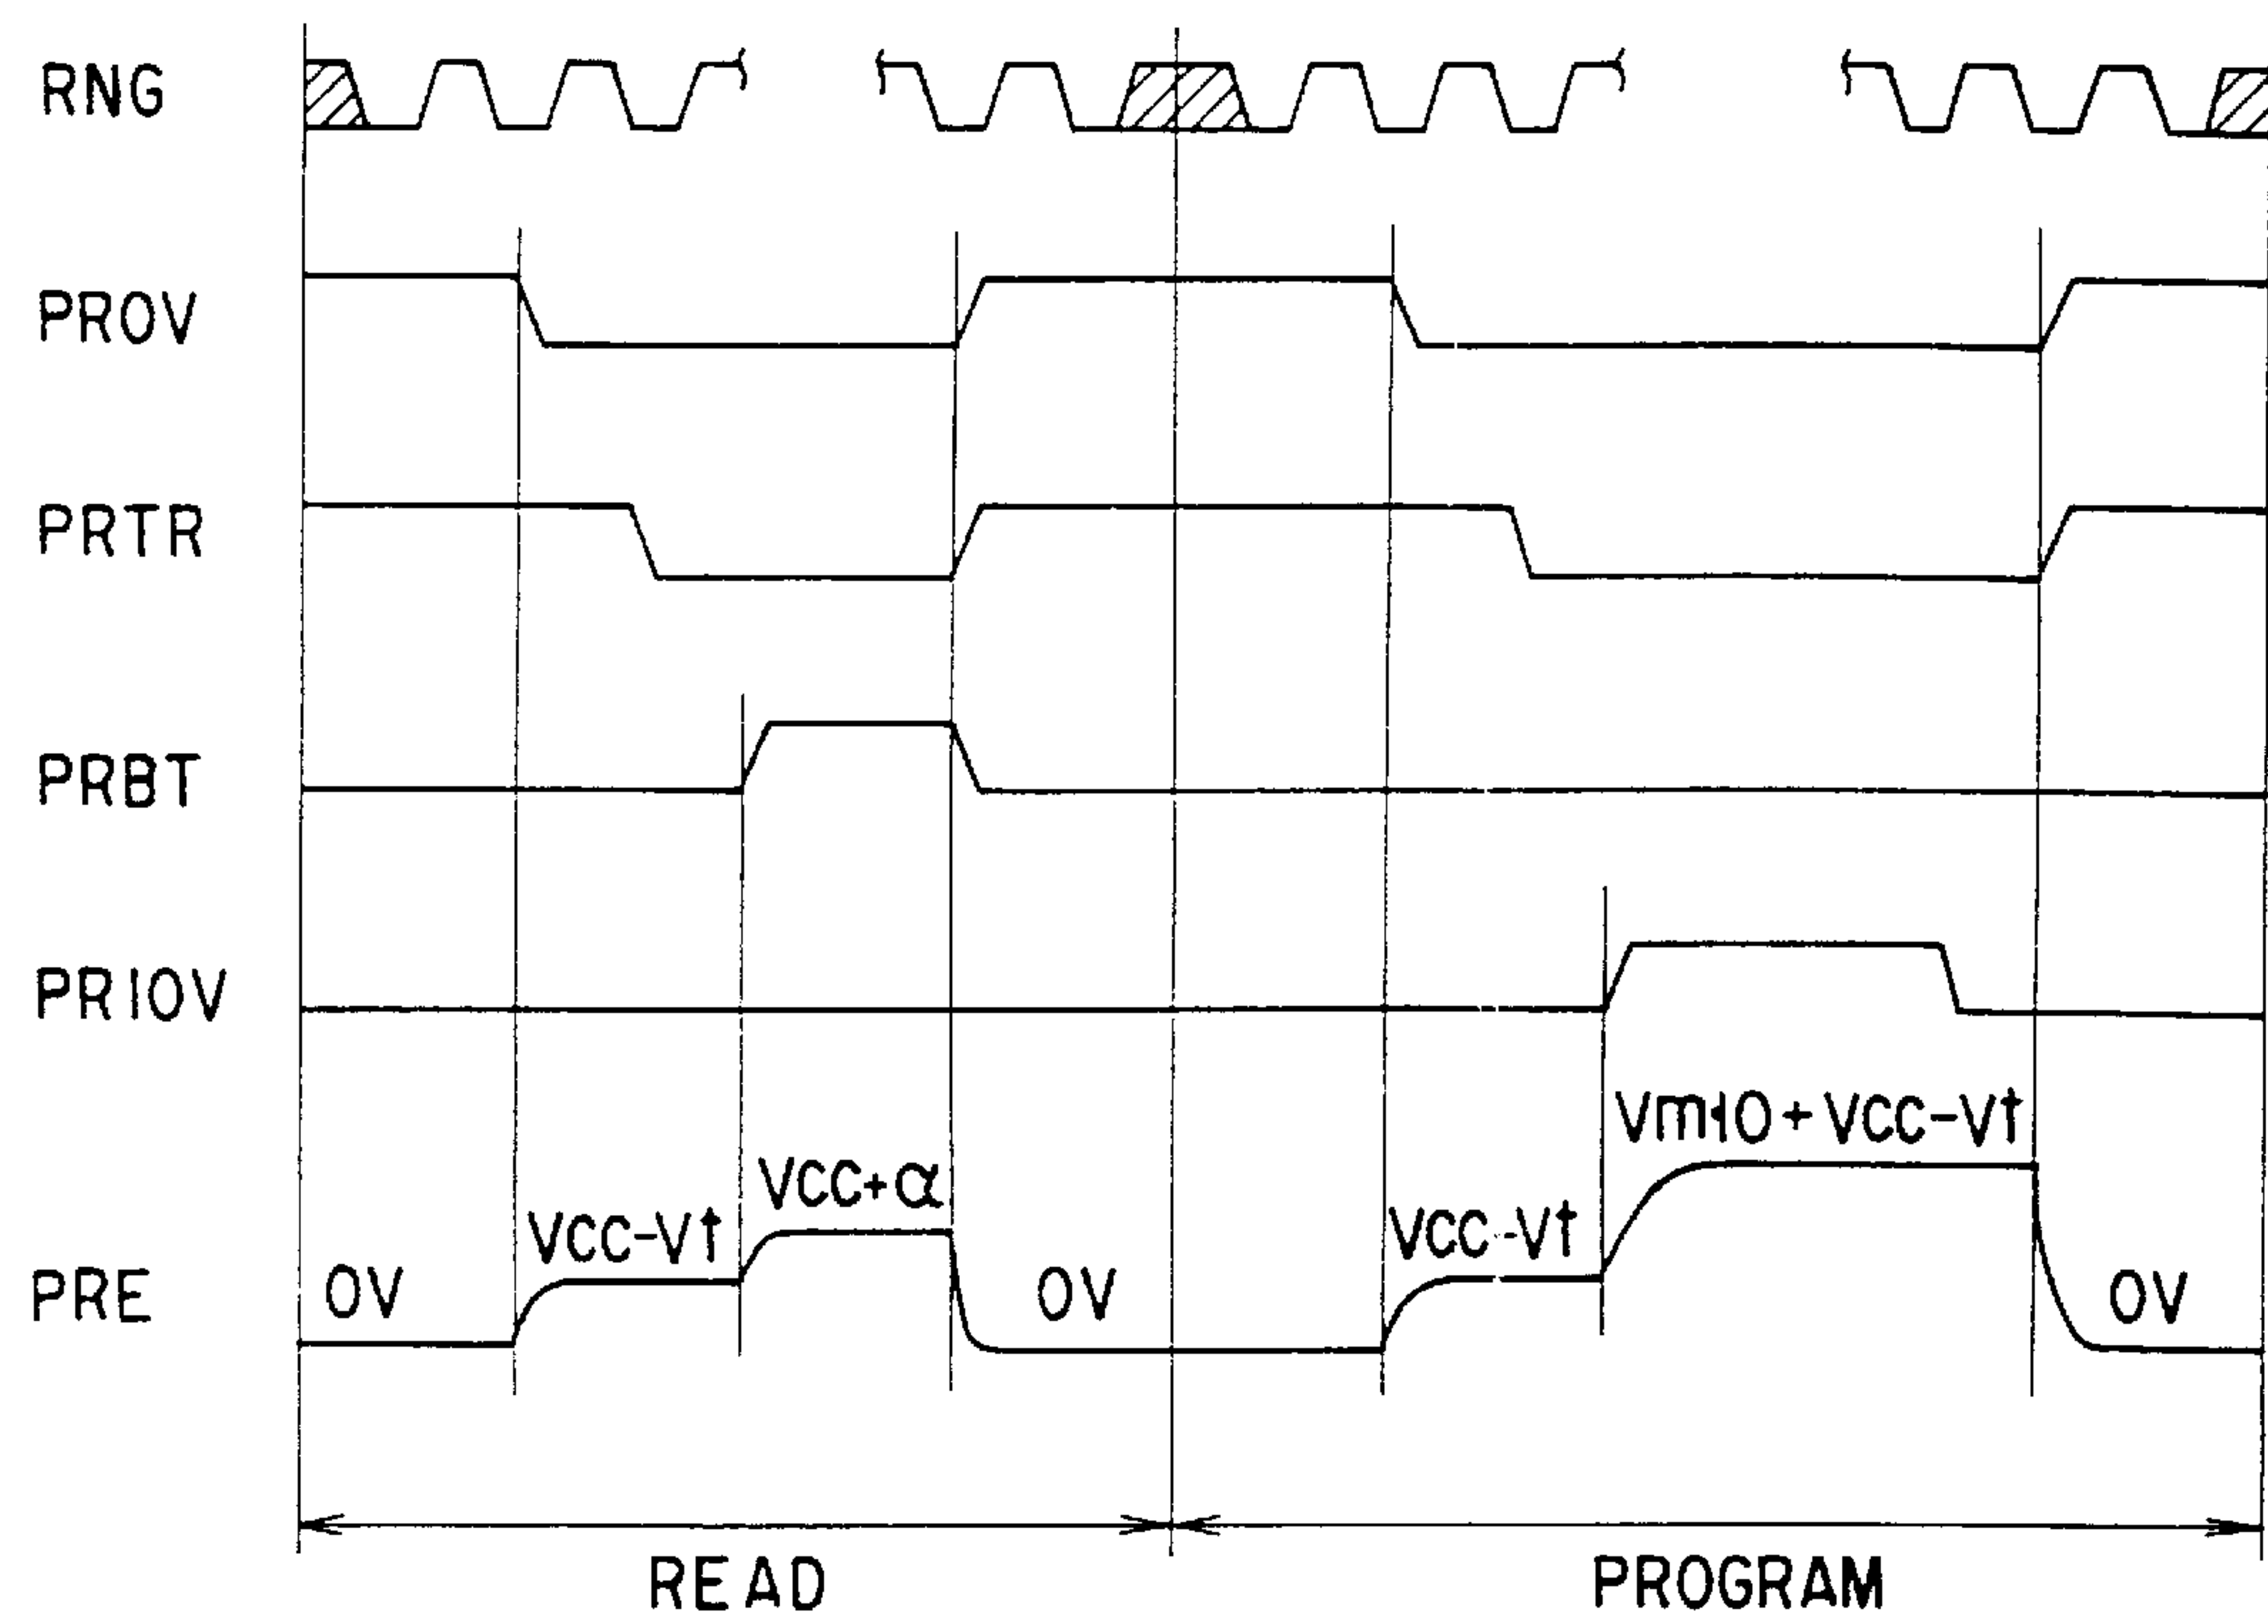 RNG
PROV
PRTR
PRBT
PRIOV
Vm10+VCC-Vt
VCC+α
VCC-Vt
VCC-Vt
PRE
0V
0V
0V
READ
PROGRAM